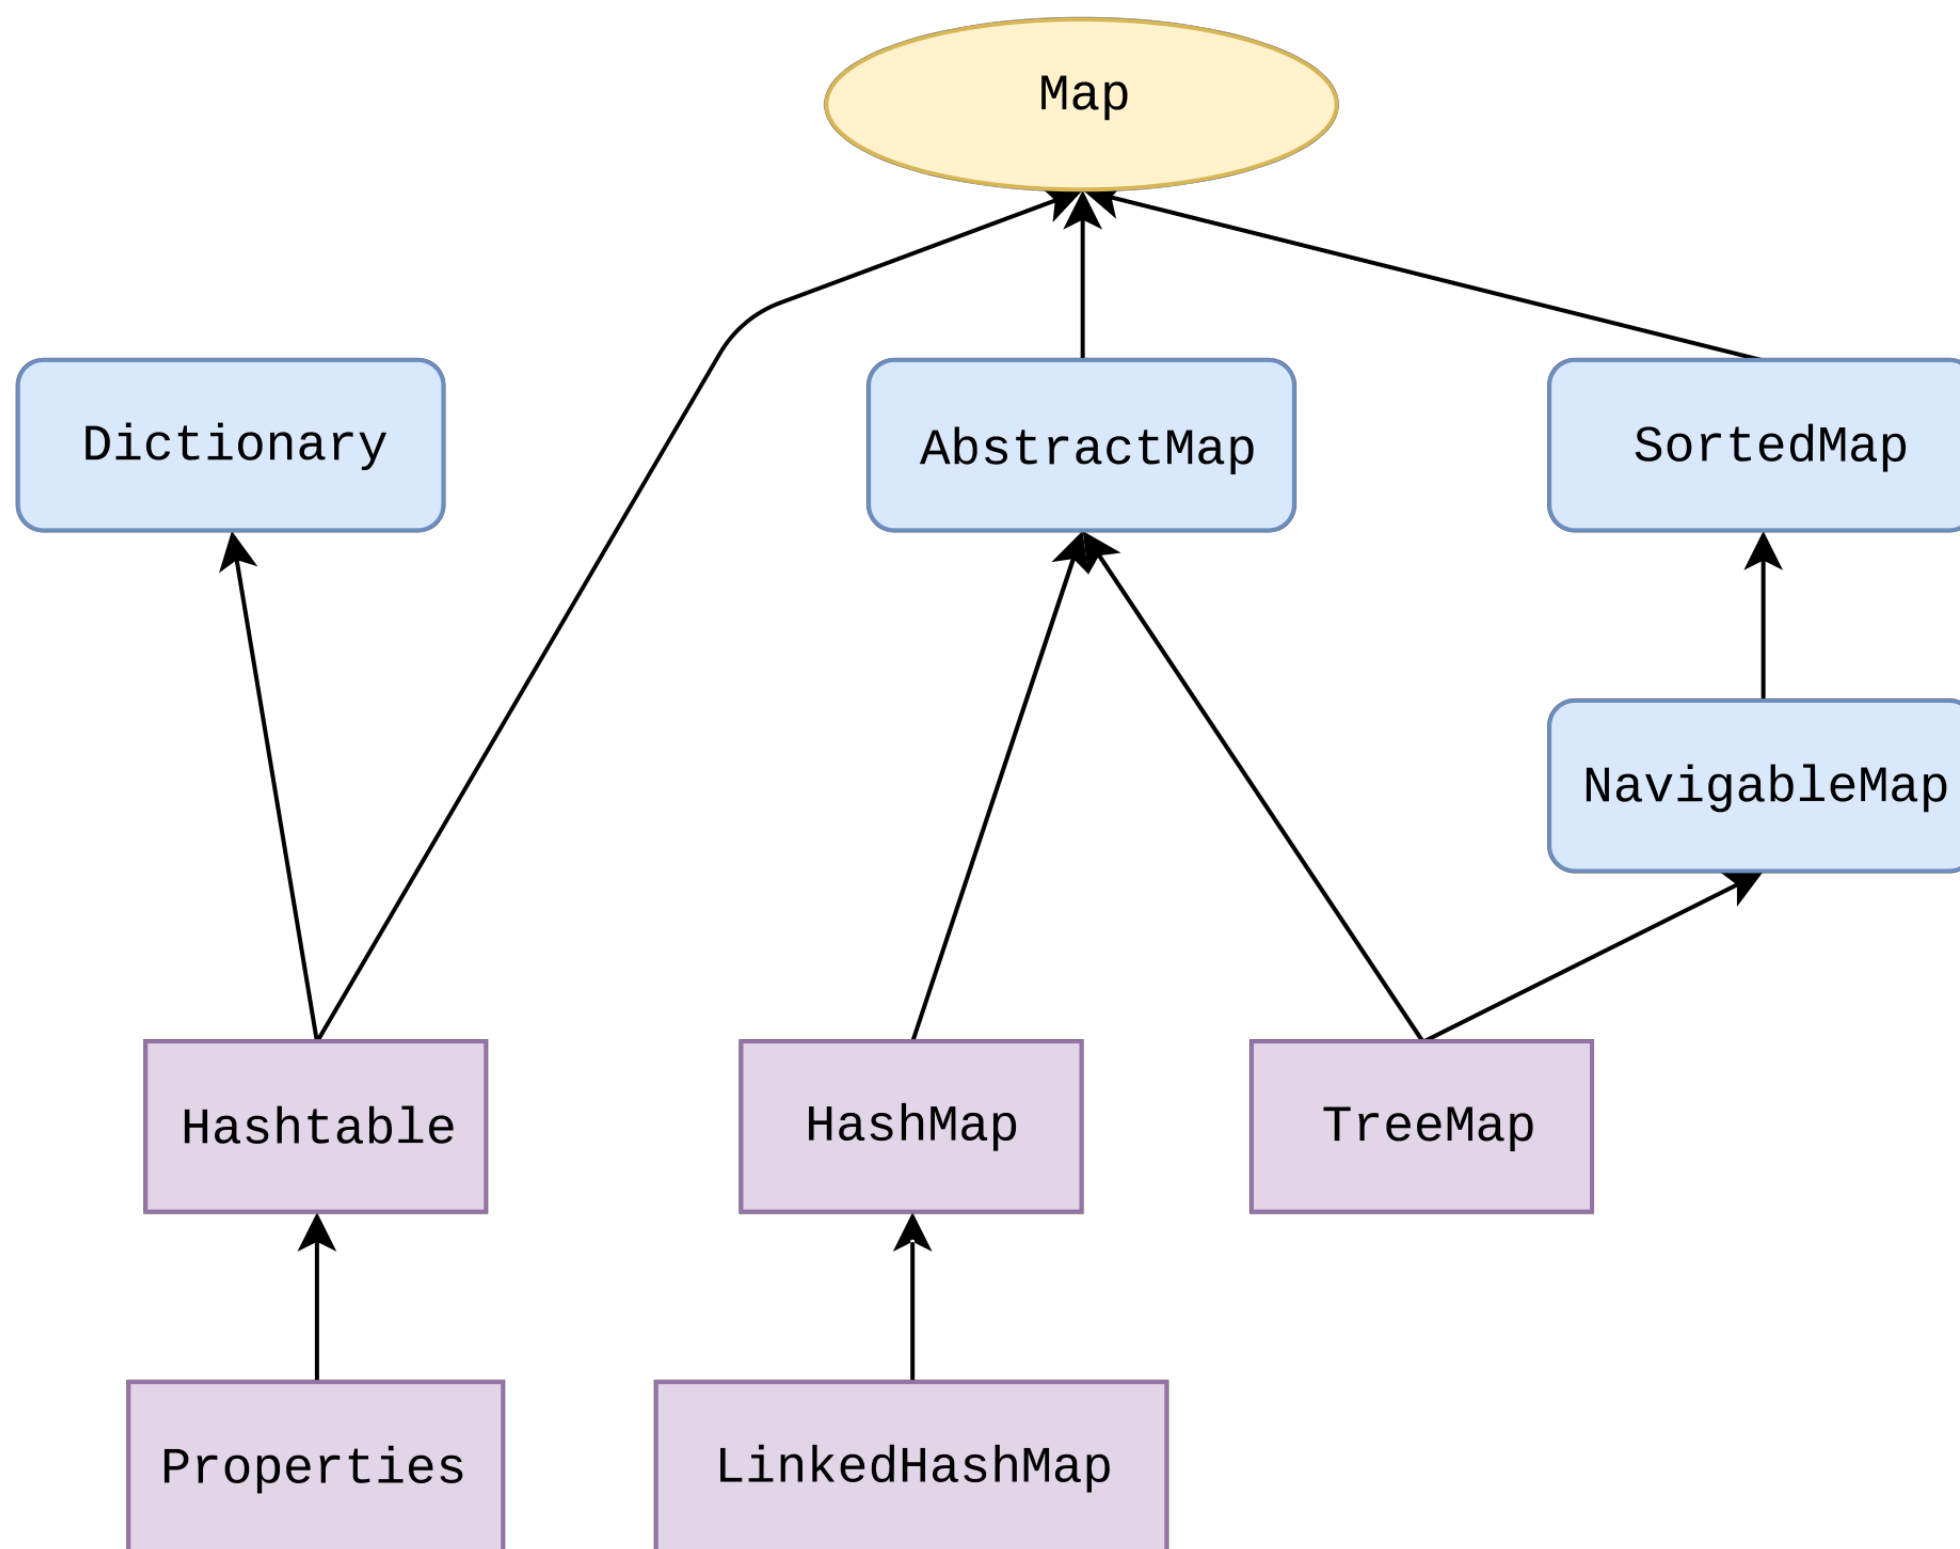 Map
Dictionary
AbstractMap
SortedMap
NavigableMap
Hashtable
HashMap
TreeMap
Properties
LinkedHashMap